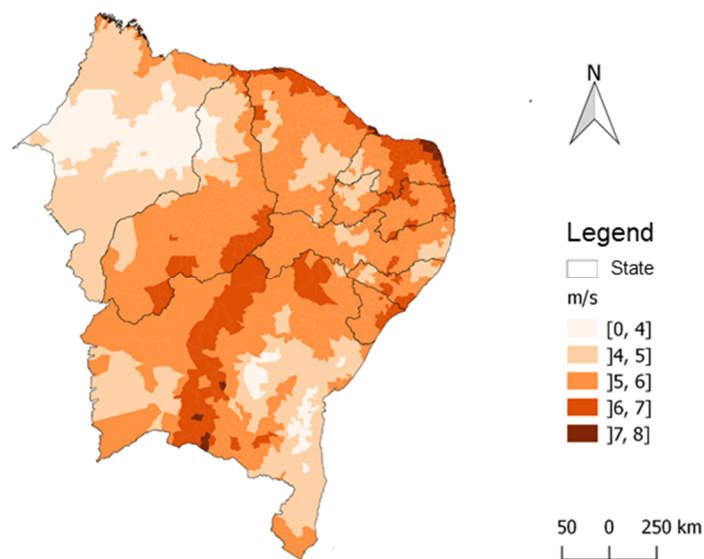 N
Legend
State
m/s
[0, 4]
]4, 5]
]5, 6]
]6, 7]
]7, 8]
50 0 250 km